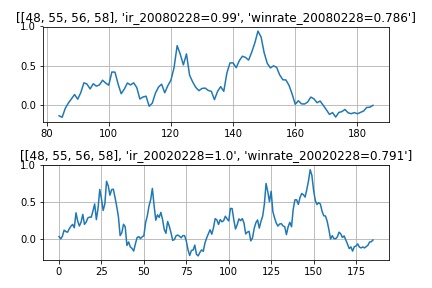 [[48, 55, 56, 58], 'ir_20080228=0.99', 'winrate_20080228=0.786']
1.0
0.5
0.0
80 100 120 140 160 180
[[48, 55, 56, 58], 'ir_20020228=1.0', 'winrate_20020228=0.791']
1.0
0.5
0.0
0 25 50 75 100 125 150 175